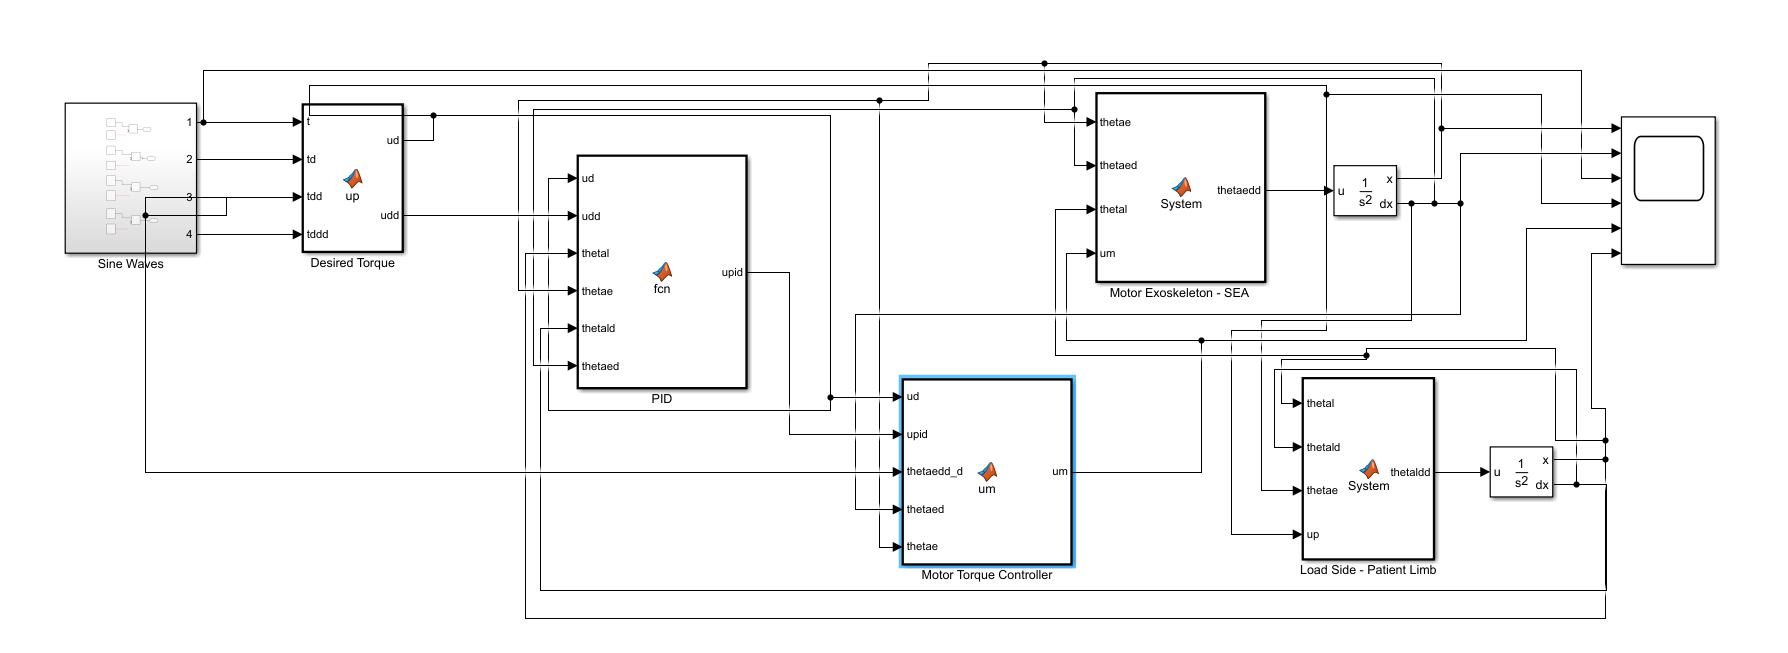 1
2
3
4
Sine Waves
t
td
tdd
tddd
up
ud
udd
Desired Torque
ud
udd
thetal
thetae
thetald
thetaed
fcn
upid
PID
ud
upid
thetaedd_d
thetaed
thetae
um
um
Motor Torque Controller
thetae
thetaed
thetal
um
System
thetaedd
Motor Exoskeleton - SEA
u
1
s2
x
dx
thetal
thetald
thetae
up
System
thetaldd
Load Side - Patient Limb
u
1
s2
x
dx